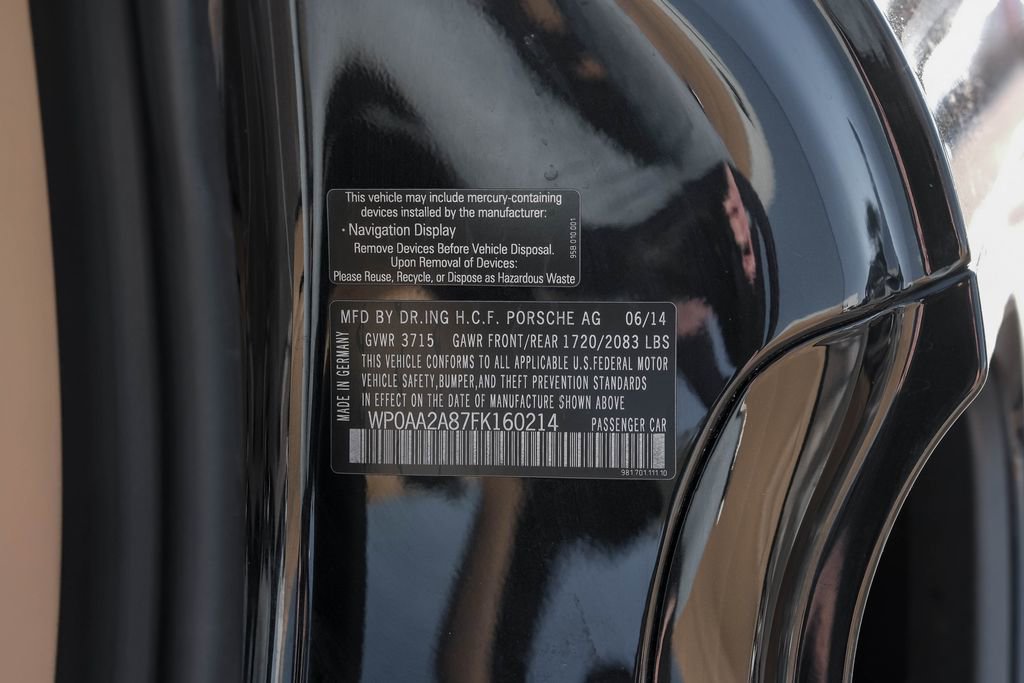 This vehicle may include mercury-containing
devices installed by the manufacturer:
· Navigation Display
Remove Devices Before Vehicle Disposal.
Upon Removal of Devices:
Please Reuse, Recycle, or Dispose as Hazardous Waste
958 010 001
MFD BY DR.ING H.C.F. PORSCHE AG 06/14
GVWR 3715 GAWR FRONT/REAR 1720/2083 LBS
THIS VEHICLE CONFORMS TO ALL APPLICABLE U.S.FEDERAL MOTOR
VEHICLE SAFETY,BUMPER,AND THEFT PREVENTION STANDARDS
IN EFFECT ON THE DATE OF MANUFACTURE SHOWN ABOVE
WP0AA2A87FK160214 PASSENGER CAR
MADE IN GERMANY
981.701.111.10